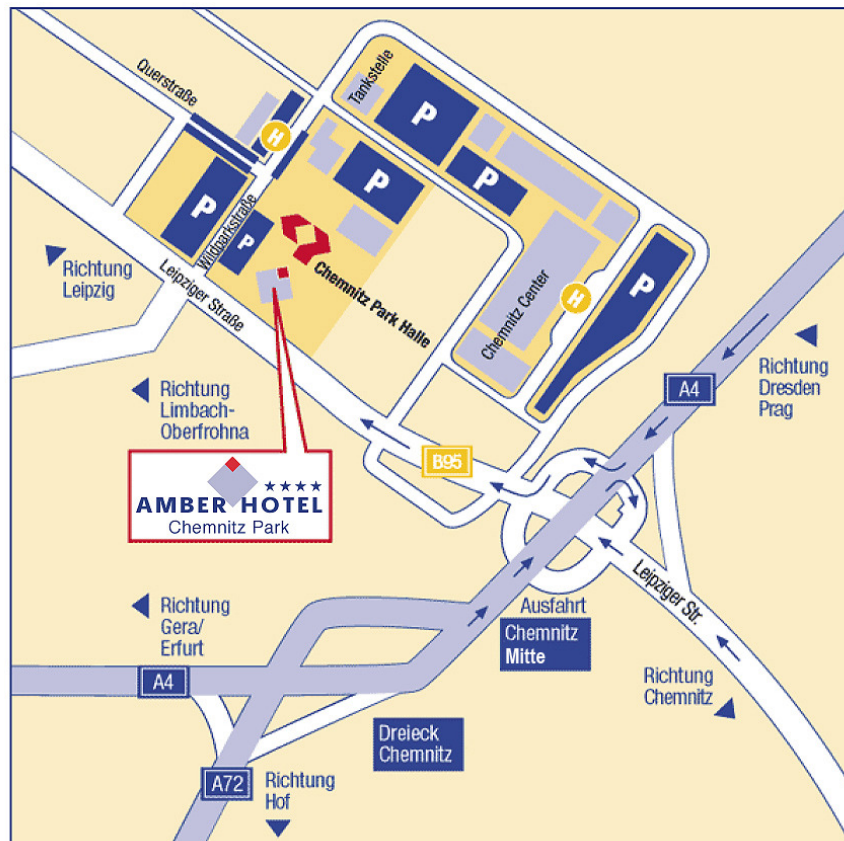 Querstraße
Tankstelle
P
H
P
P
P
P
P
P
Wildparkstraße
Chemnitz Park Halle
Chemnitz Center
H
Richtung
Leipzig
Leipziger Straße
Richtung
Dresden
Prag
A4
Richtung
Limbach-
Oberfrohna
B95
★★★★
AMBER HOTEL
Chemnitz Park
Leipziger Str.
Richtung
Gera/
Erfurt
Ausfahrt
Chemnitz
Mitte
A4
Richtung
Chemnitz
Dreieck
Chemnitz
A72
Richtung
Hof